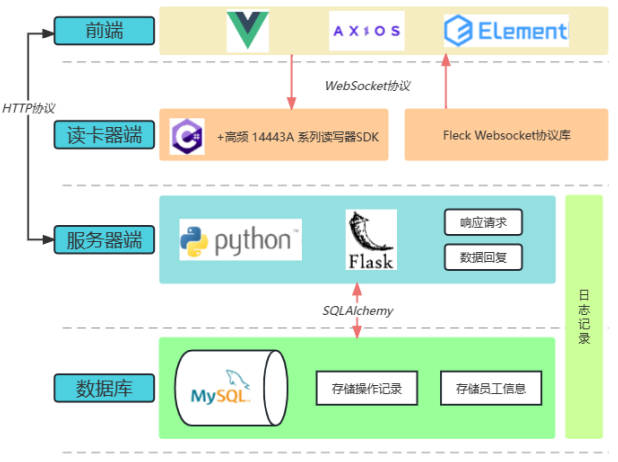 前端
AXIOS
Element
HTTP协议
WebSocket协议
读卡器端
C#
+高频 14443A 系列读写器SDK
Fleck Websocket协议库
服务器端
python™
Flask
响应请求
数据回复
日志记录
SQLAlchemy
数据库
MySQL
存储操作记录
存储员工信息